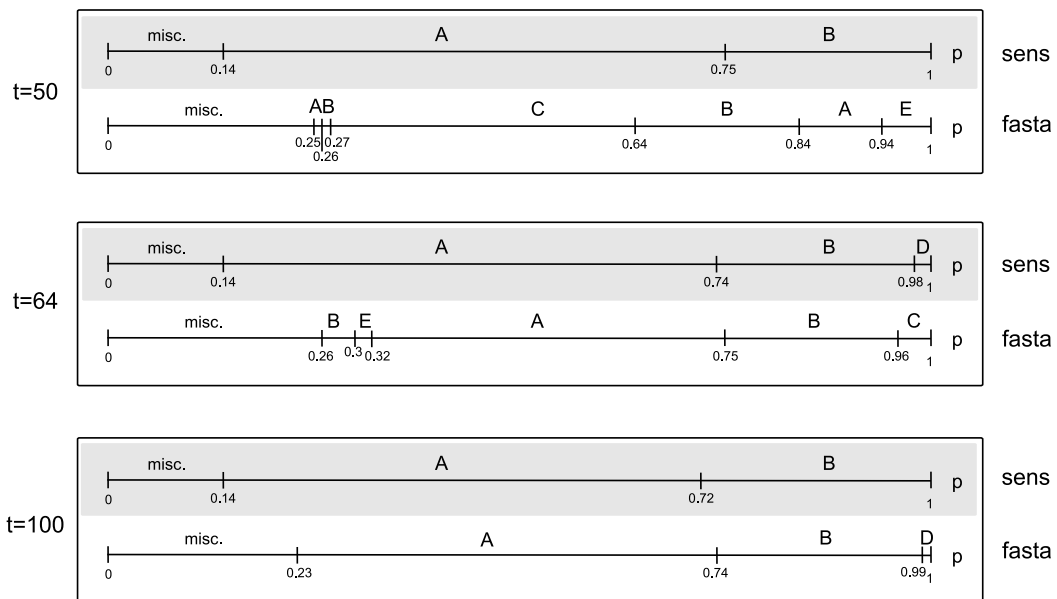 misc. A B
0 0.14 0.75 1 p sens
t=50
misc. A B C B A E
0 0.25 0.26 0.27 0.64 0.84 0.94 1 p fasta
misc. A B D
0 0.14 0.74 0.98 1 p sens
t=64
misc. B E A B C
0 0.26 0.3 0.32 0.75 0.96 1 p fasta
misc. A B
0 0.14 0.72 1 p sens
t=100
misc. A B D
0 0.23 0.74 0.99 1 p fasta